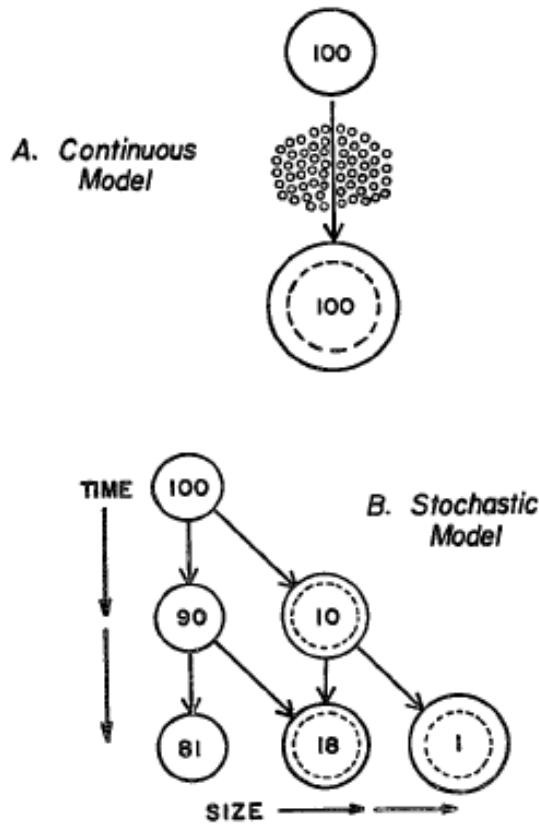 100
A. Continuous
Model
100
TIME
100
B. Stochastic
Model
90
10
81
18
1
SIZE